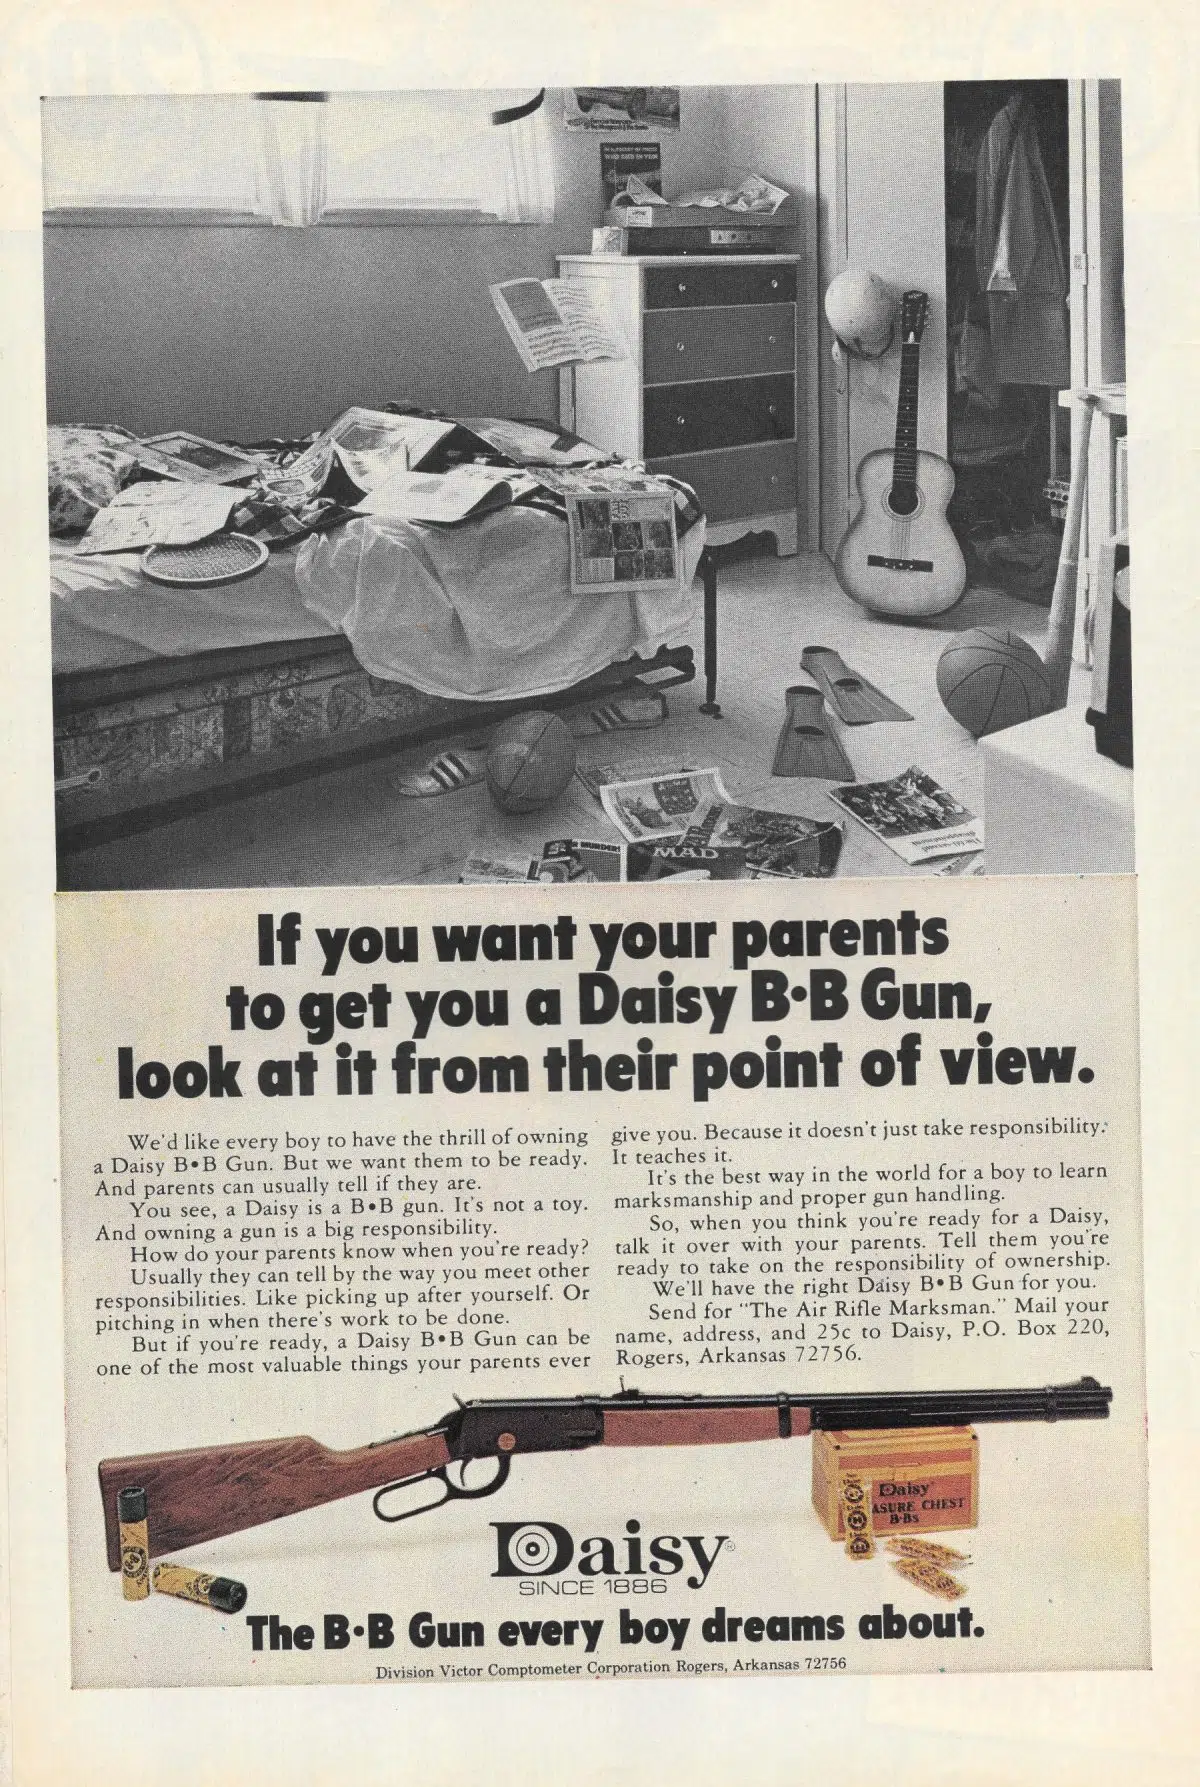 MURDER!
MAD
If you want your parents
to get you a Daisy B•B Gun,
look at it from their point of view.
We'd like every boy to have the thrill of owning
a Daisy B•B Gun. But we want them to be ready.
And parents can usually tell if they are.
You see, a Daisy is a B•B gun. It's not a toy.
And owning a gun is a big responsibility.
How do your parents know when you're ready?
Usually they can tell by the way you meet other
responsibilities. Like picking up after yourself. Or
pitching in when there's work to be done.
But if you're ready, a Daisy B•B Gun can be
one of the most valuable things your parents ever
give you. Because it doesn't just take responsibility.
It teaches it.
It's the best way in the world for a boy to learn
marksmanship and proper gun handling.
So, when you think you're ready for a Daisy,
talk it over with your parents. Tell them you're
ready to take on the responsibility of ownership.
We'll have the right Daisy B•B Gun for you.
Send for "The Air Rifle Marksman." Mail your
name, address, and 25c to Daisy, P.O. Box 220,
Rogers, Arkansas 72756.
Daisy
ASURE CHEST
B•Bs
Daisy®
SINCE 1886
The B•B Gun every boy dreams about.
Division Victor Comptometer Corporation Rogers, Arkansas 72756